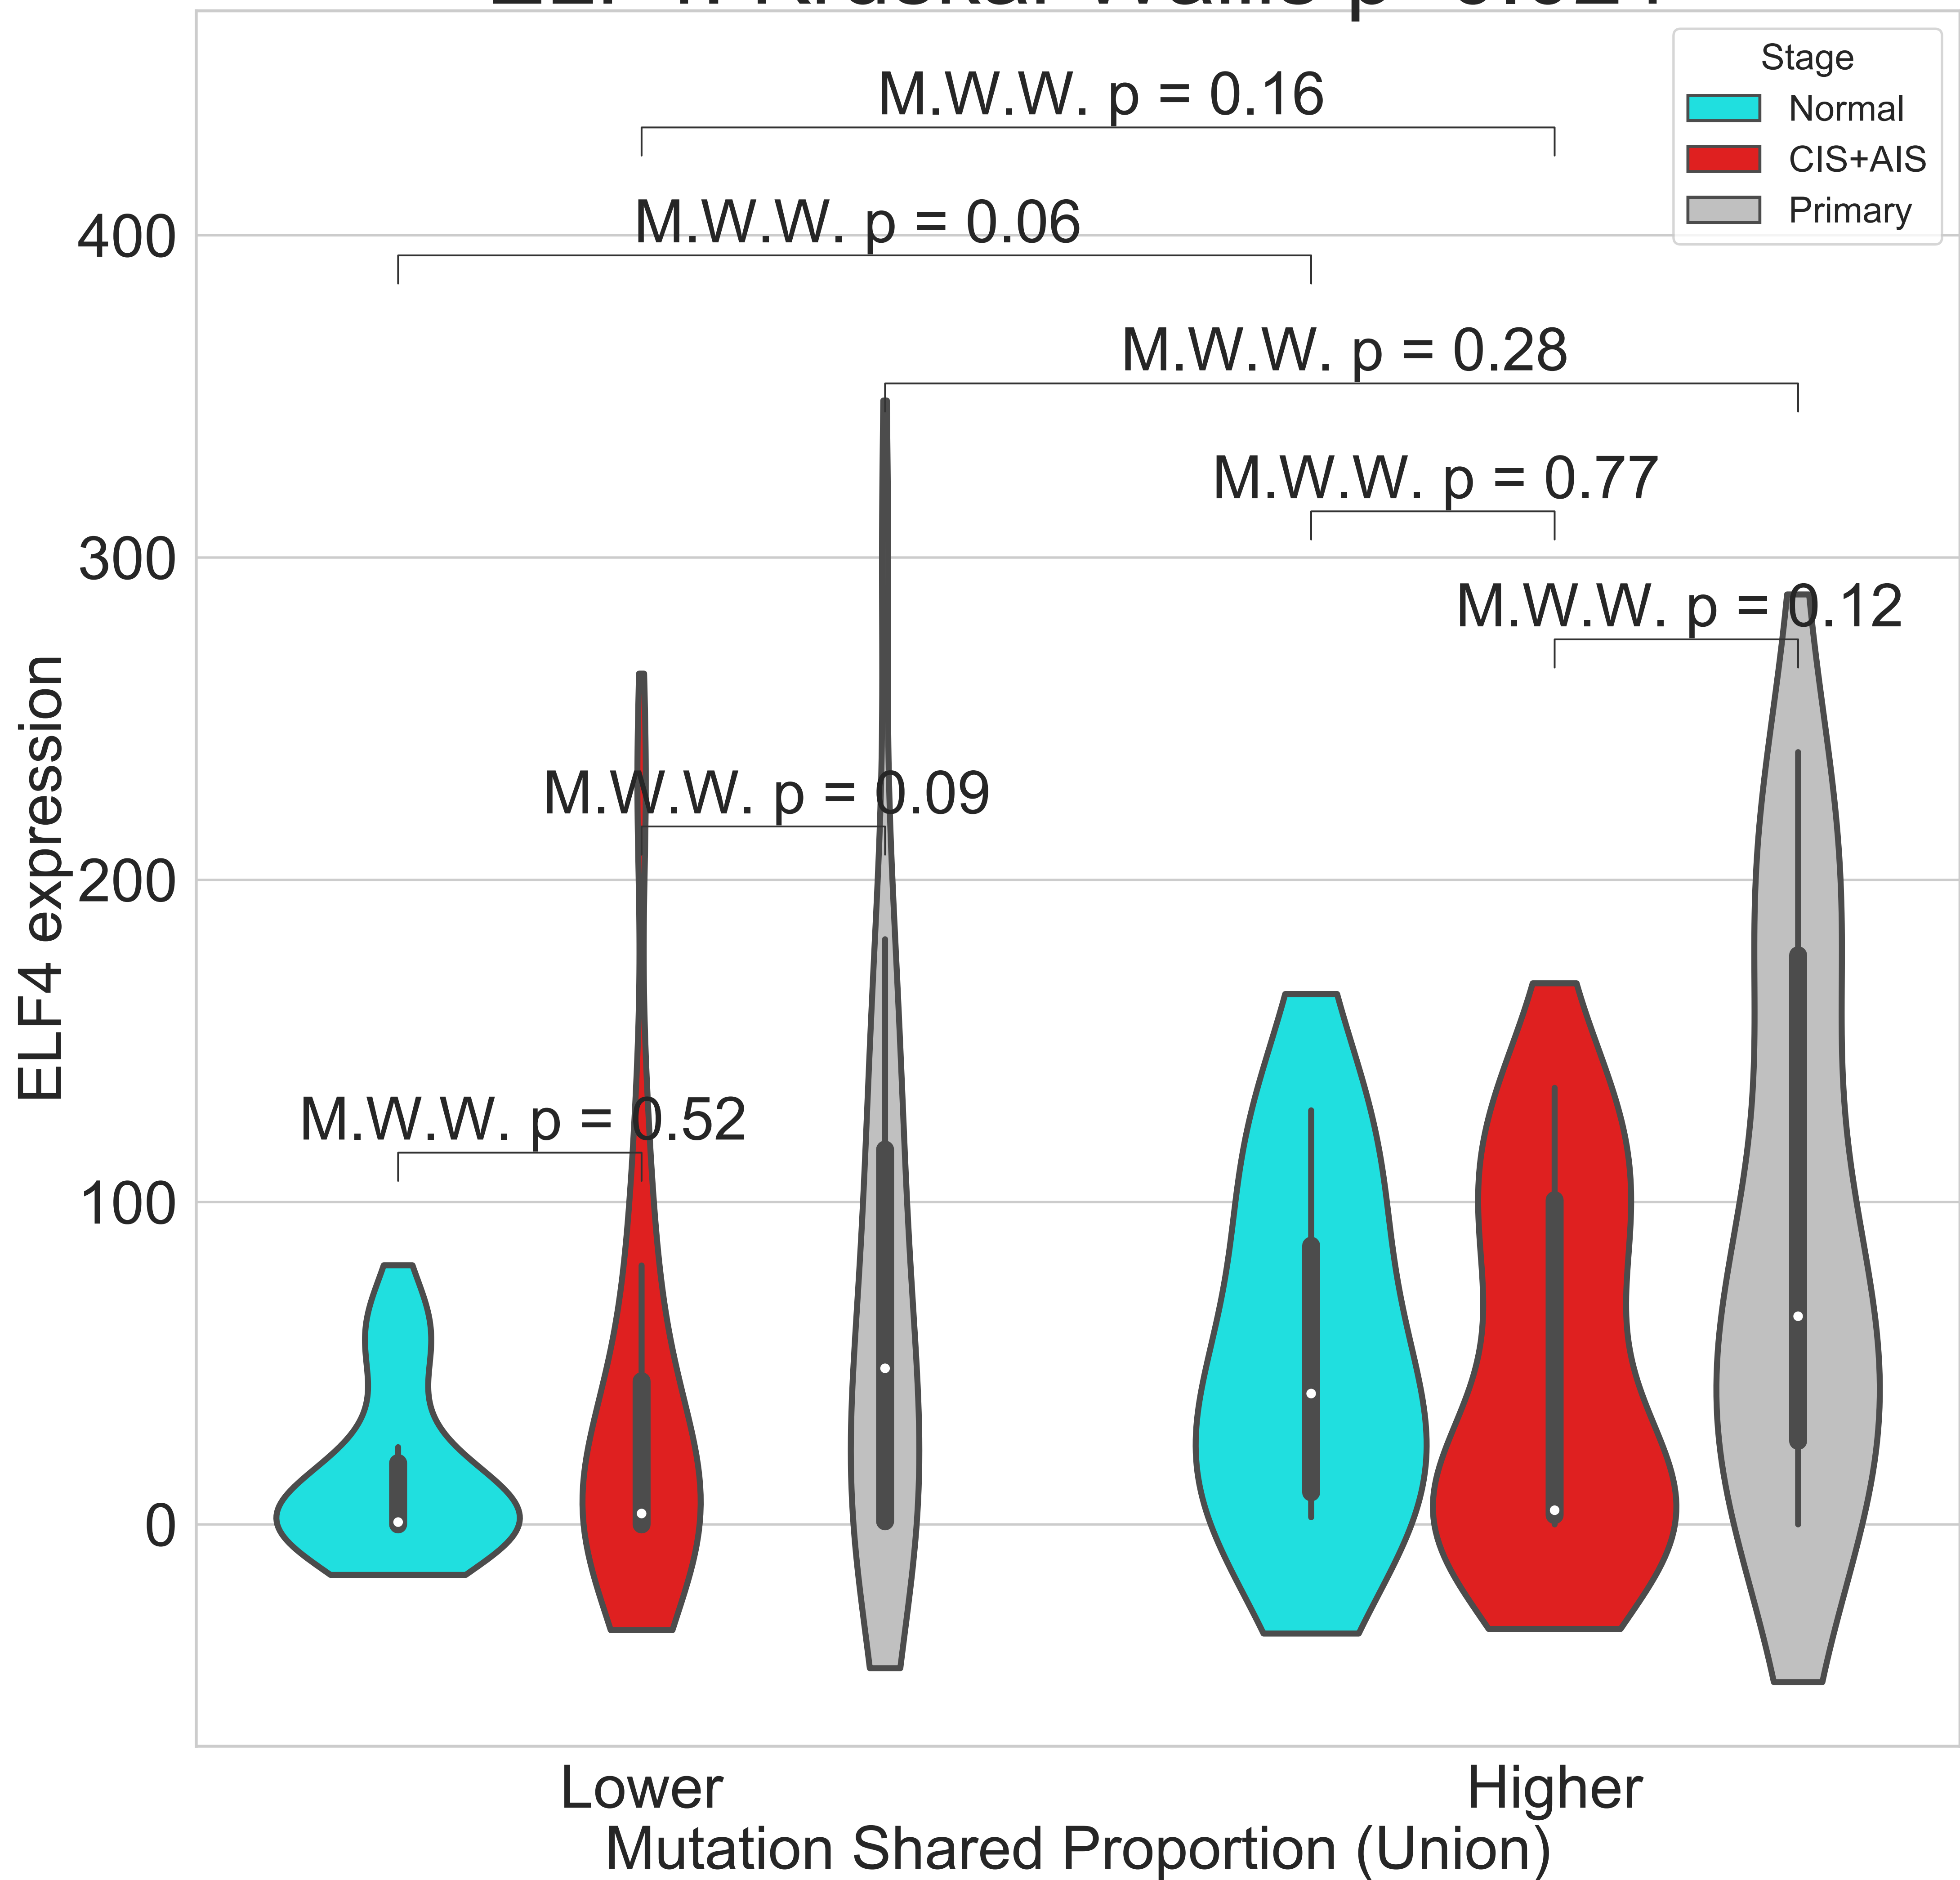 Stage
Normal
CIS+AIS
Primary
M.W.W. p = 0.16
M.W.W. p = 0.06
M.W.W. p = 0.28
M.W.W. p = 0.77
M.W.W. p = 0.12
M.W.W. p = 0.09
M.W.W. p = 0.52
400
300
200
100
0
ELF4 expression
Lower
Higher
Mutation Shared Proportion (Union)